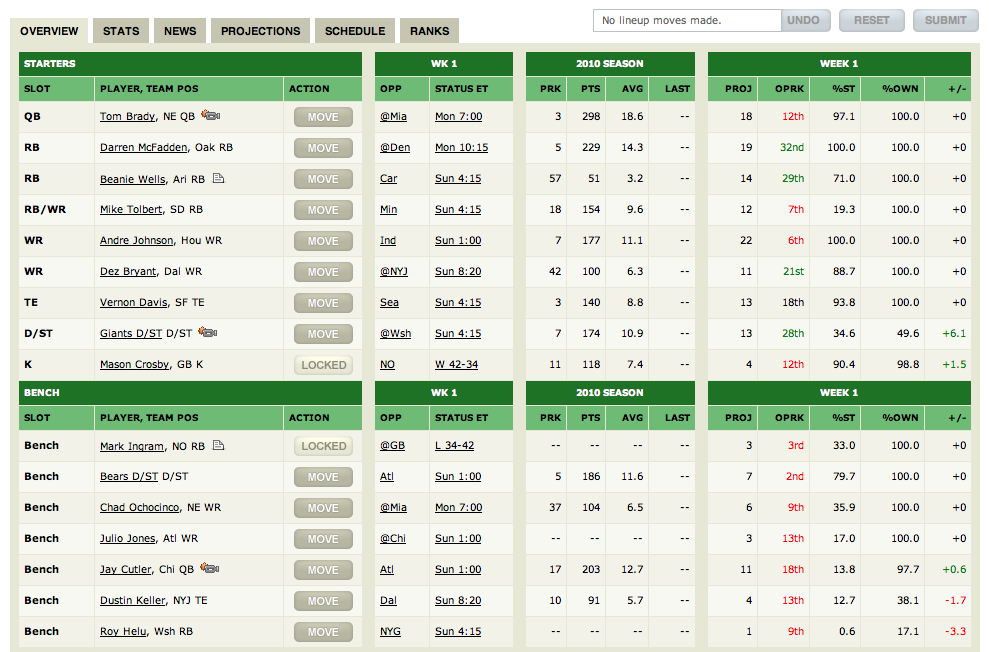 No lineup moves made. UNDO RESET SUBMIT
OVERVIEW STATS NEWS PROJECTIONS SCHEDULE RANKS
STARTERS WK 1 2010 SEASON WEEK 1
SLOT PLAYER, TEAM POS ACTION OPP STATUS ET PRK PTS AVG LAST PROJ OPRK %ST %OWN +/-
QB Tom Brady, NE QB MOVE @Mia Mon 7:00 3 298 18.6 -- 18 12th 97.1 100.0 +0
RB Darren McFadden, Oak RB MOVE @Den Mon 10:15 5 229 14.3 -- 19 32nd 100.0 100.0 +0
RB Beanie Wells, Ari RB MOVE Car Sun 4:15 57 51 3.2 -- 14 29th 71.0 100.0 +0
RB/WR Mike Tolbert, SD RB MOVE Min Sun 4:15 18 154 9.6 -- 12 7th 19.3 100.0 +0
WR Andre Johnson, Hou WR MOVE Ind Sun 1:00 7 177 11.1 -- 22 6th 100.0 100.0 +0
WR Dez Bryant, Dal WR MOVE @NYJ Sun 8:20 42 100 6.3 -- 11 21st 88.7 100.0 +0
TE Vernon Davis, SF TE MOVE Sea Sun 4:15 3 140 8.8 -- 13 18th 93.8 100.0 +0
D/ST Giants D/ST D/ST MOVE @Wsh Sun 4:15 7 174 10.9 -- 13 28th 34.6 49.6 +6.1
K Mason Crosby, GB K LOCKED NO W 42-34 11 118 7.4 -- 4 12th 90.4 98.8 +1.5
BENCH WK 1 2010 SEASON WEEK 1
SLOT PLAYER, TEAM POS ACTION OPP STATUS ET PRK PTS AVG LAST PROJ OPRK %ST %OWN +/-
Bench Mark Ingram, NO RB LOCKED @GB L 34-42 -- -- -- -- 3 3rd 33.0 100.0 +0
Bench Bears D/ST D/ST MOVE Atl Sun 1:00 5 186 11.6 -- 7 2nd 79.7 100.0 +0
Bench Chad Ochocinco, NE WR MOVE @Mia Mon 7:00 37 104 6.5 -- 6 9th 35.9 100.0 +0
Bench Julio Jones, Atl WR MOVE @Chi Sun 1:00 -- -- -- -- 3 13th 17.0 100.0 +0
Bench Jay Cutler, Chi QB MOVE Atl Sun 1:00 17 203 12.7 -- 11 18th 13.8 97.7 +0.6
Bench Dustin Keller, NYJ TE MOVE Dal Sun 8:20 10 91 5.7 -- 4 13th 12.7 38.1 -1.7
Bench Roy Helu, Wsh RB MOVE NYG Sun 4:15 -- -- -- -- 1 9th 0.6 17.1 -3.3